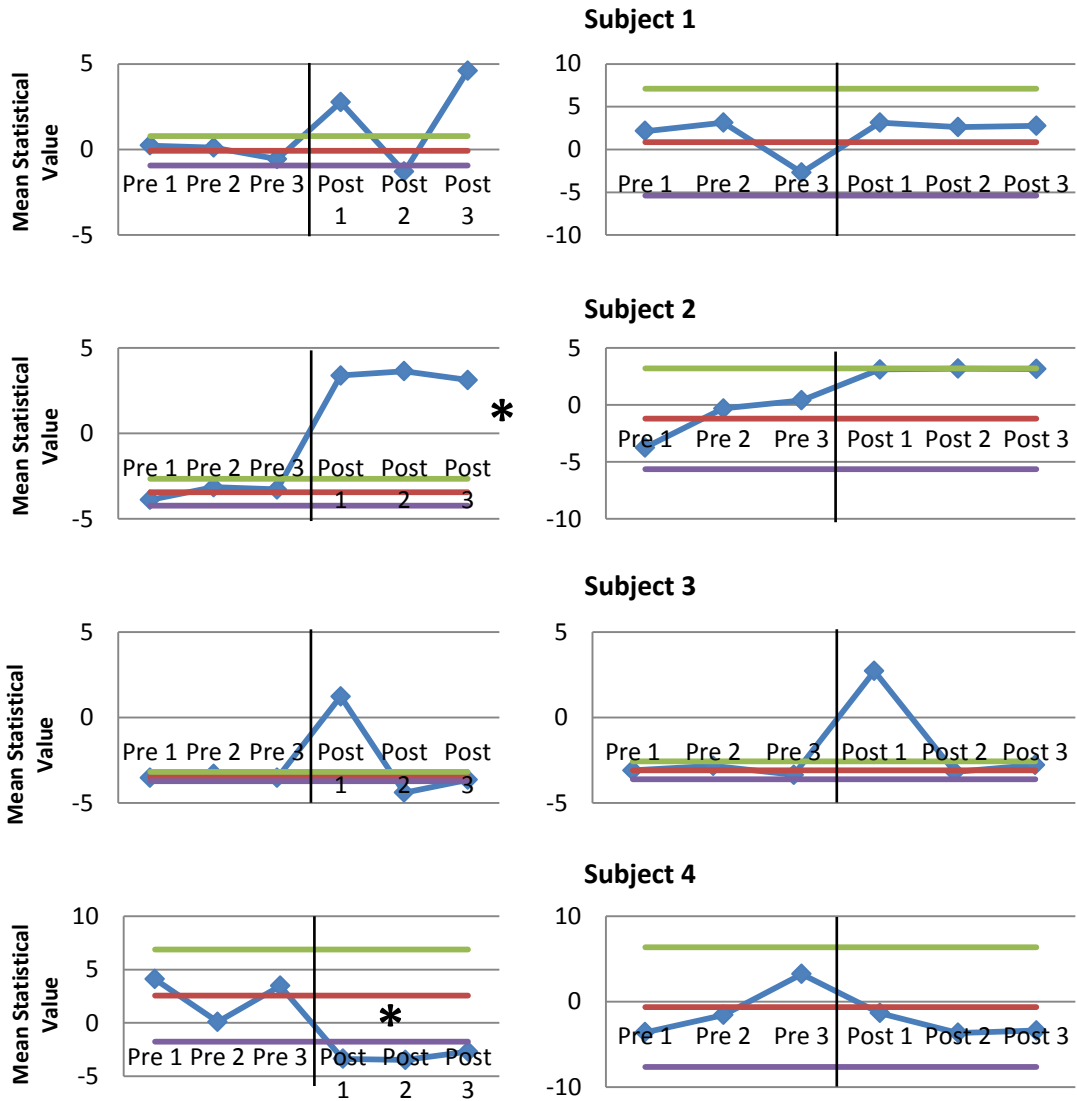 Subject 1
Mean Statistical
Value
5
0
-5
Pre 1 Pre 2 Pre 3 Post Post Post
1 2 3
10
5
0
-5
-10
Pre 1 Pre 2 Pre 3 Post 1 Post 2 Post 3
Subject 2
Mean Statistical
Value
5
0
-5
Pre 1 Pre 2 Pre 3 Post Post Post
1 2 3
*
5
0
-5
-10
Pre 1 Pre 2 Pre 3 Post 1 Post 2 Post 3
Subject 3
Mean Statistical
Value
5
0
-5
Pre 1 Pre 2 Pre 3 Post Post Post
1 2 3
5
0
-5
Pre 1 Pre 2 Pre 3 Post 1 Post 2 Post 3
Subject 4
Mean Statistical
Value
10
5
0
-5
*
Pre 1 Pre 2 Pre 3 Post Post Post
1 2 3
10
0
-10
Pre 1 Pre 2 Pre 3 Post 1 Post 2 Post 3